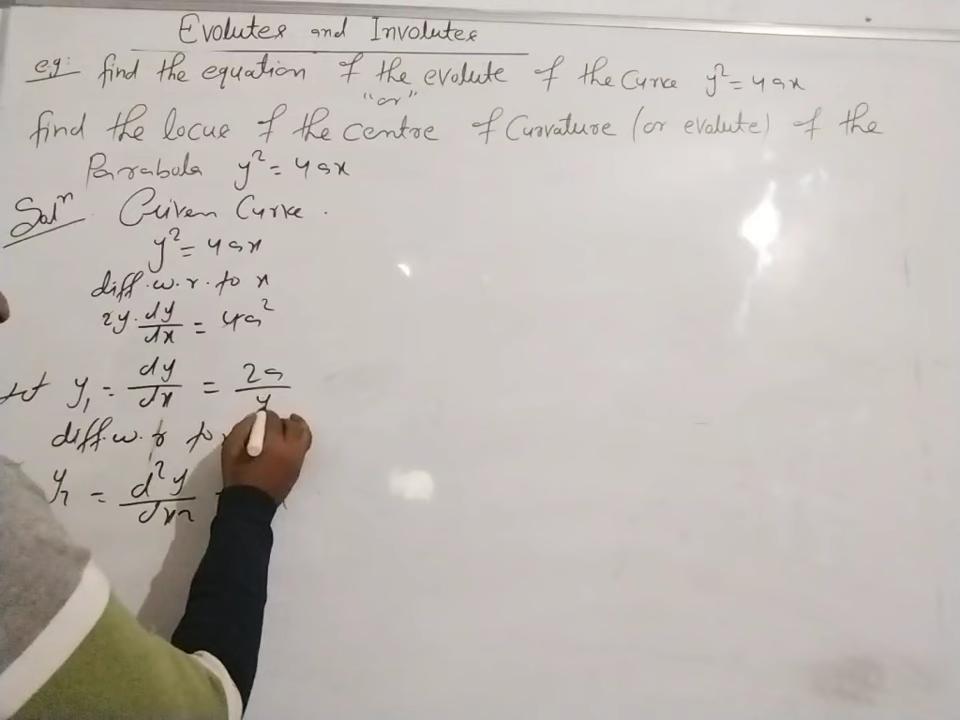 Evolutes and Involutes
eg: find the equation of the evolute of the Curve y² = 4ax
"or"
find the locus of the centre of Curvature (or evalute) of the
Parabola y² = 4ax
Solⁿ. Given Curve.
y² = 4ax
diff. w. r. to x
2y. dy/dx = 4a²
let y₁ = dy/dx = 2a/y
diff. w. r to
y₂ = d²y/dx²